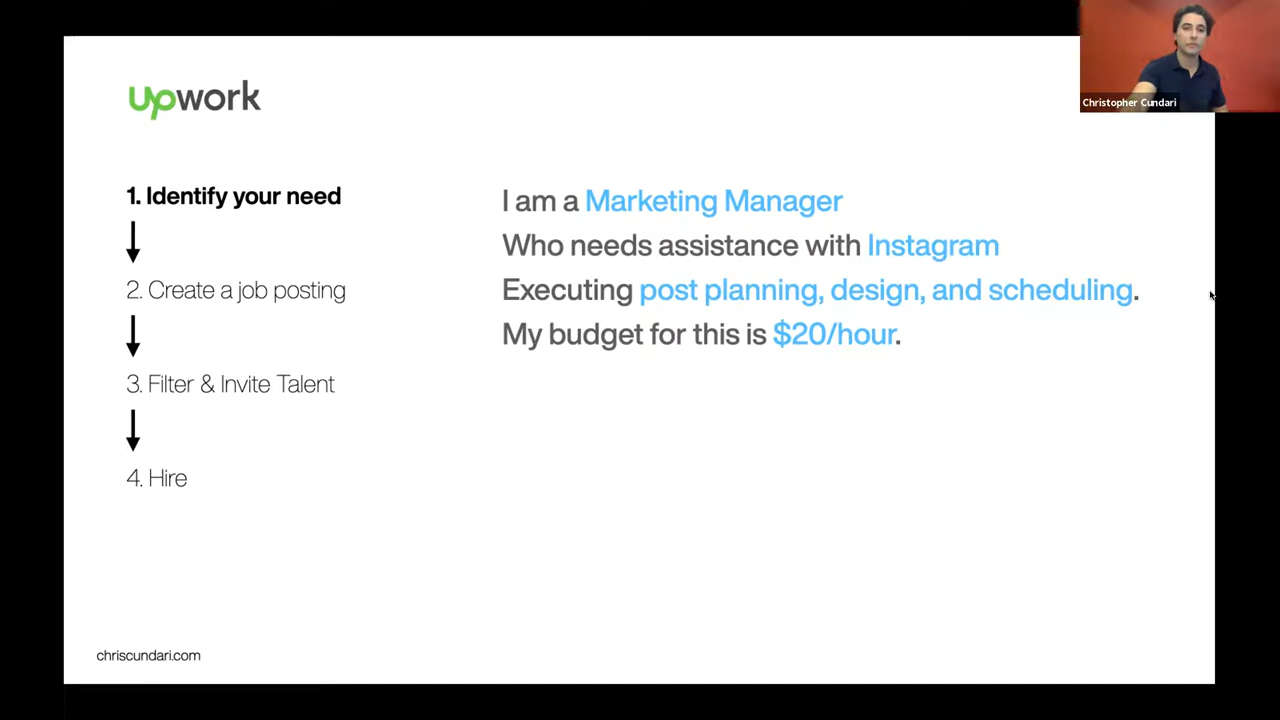 upwork
Christopher Cundari
1. Identify your need
2. Create a job posting
3. Filter & Invite Talent
4. Hire
I am a Marketing Manager
Who needs assistance with Instagram
Executing post planning, design, and scheduling.
My budget for this is $20/hour.
chriscundari.com